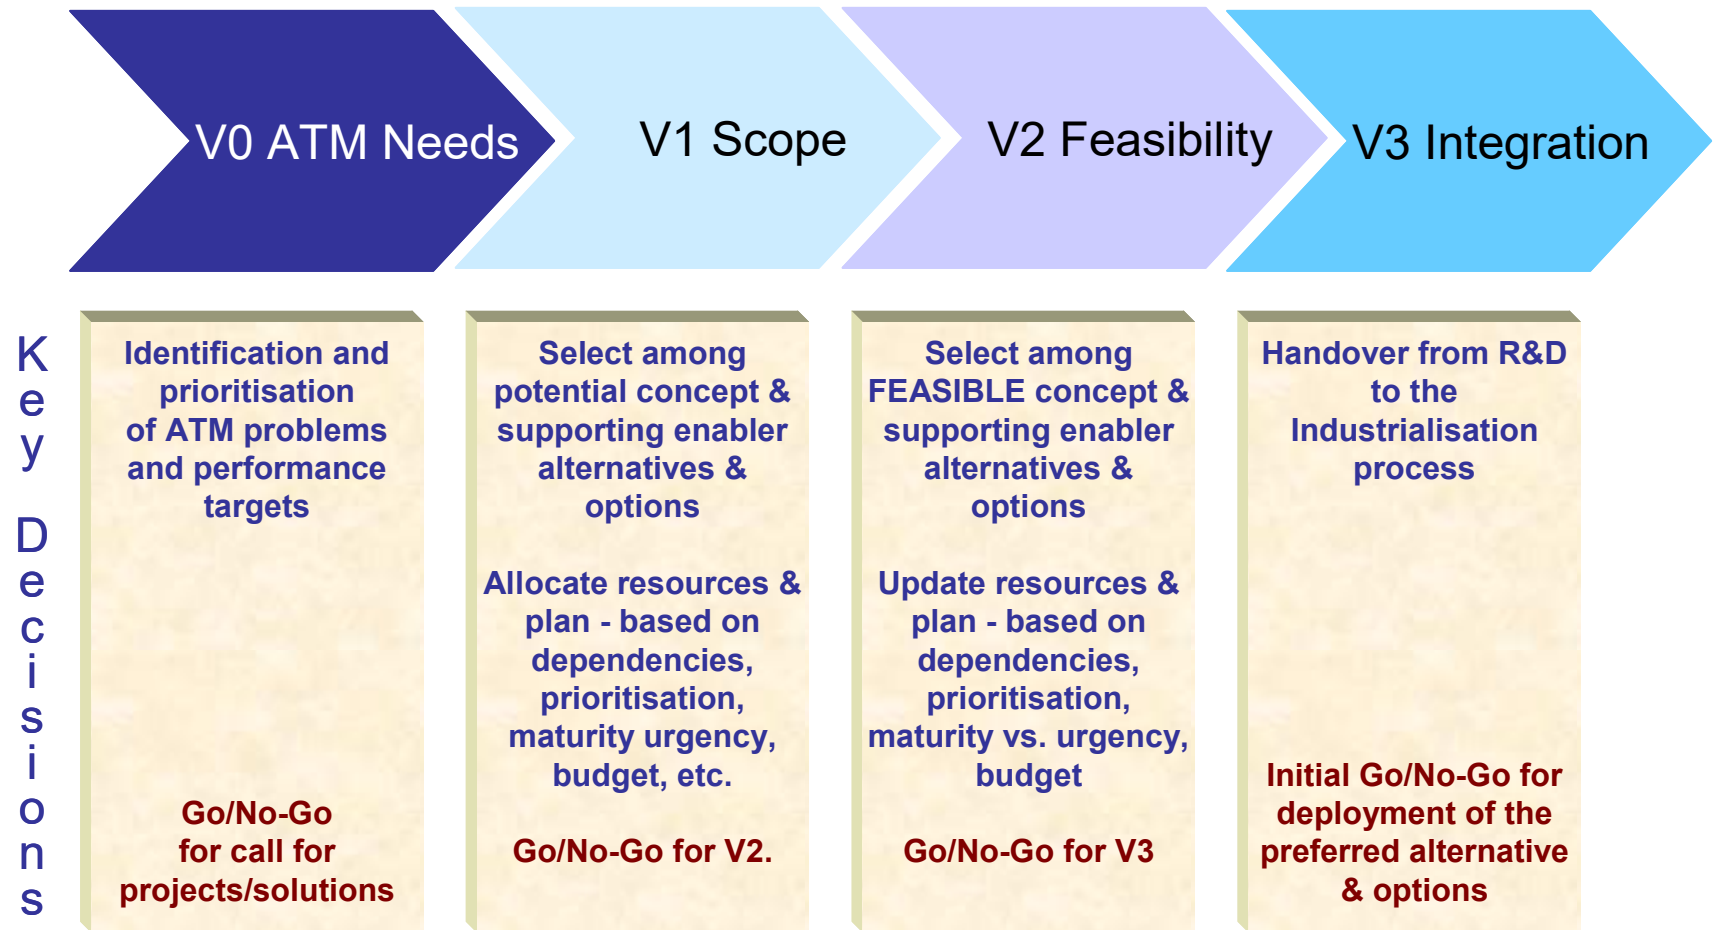 V0 ATM Needs
V1 Scope
V2 Feasibility
V3 Integration
Key Decisions
Identification and
prioritisation
of ATM problems
and performance
targets
Go/No-Go
for call for
projects/solutions
Select among
potential concept &
supporting enabler
alternatives &
options
Allocate resources &
plan - based on
dependencies,
prioritisation,
maturity urgency,
budget, etc.
Go/No-Go for V2.
Select among
FEASIBLE concept &
supporting enabler
alternatives &
options
Update resources &
plan - based on
dependencies,
prioritisation,
maturity vs. urgency,
budget
Go/No-Go for V3
Handover from R&D
to the
Industrialisation
process
Initial Go/No-Go for
deployment of the
preferred alternative
& options